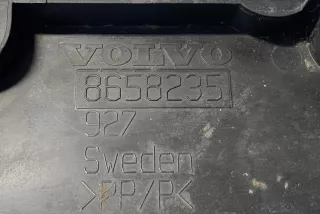 VOLVO
8658235
927
Sweden
>PP/P<